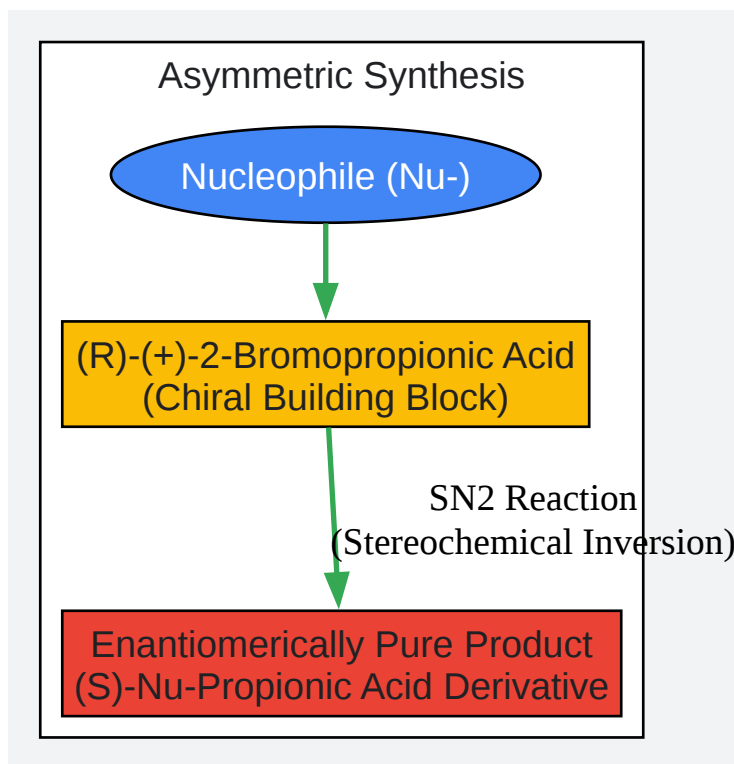 Asymmetric Synthesis
Nucleophile (Nu-)
(R)-(+)-2-Bromopropionic Acid
(Chiral Building Block)
SN2 Reaction
(Stereochemical Inversion)
Enantiomerically Pure Product
(S)-Nu-Propionic Acid Derivative